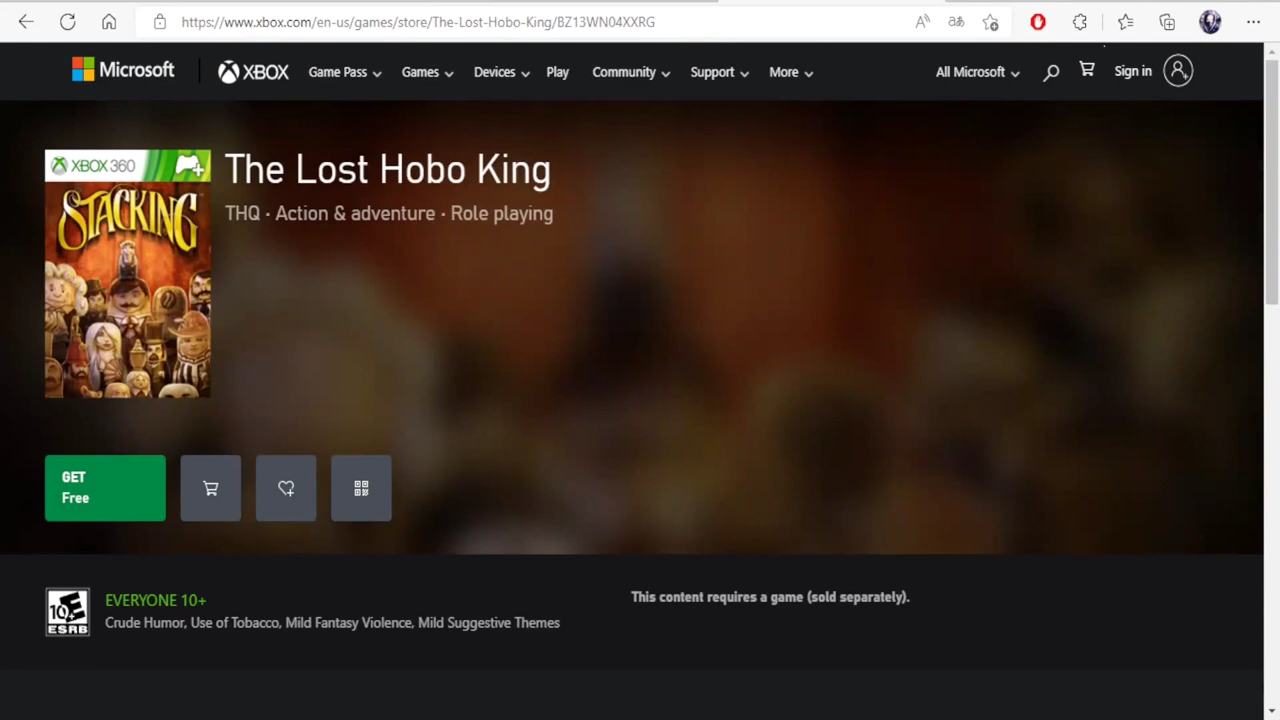 https://www.xbox.com/en-us/games/store/The-Lost-Hobo-King/BZ13WN04XXRG
Microsoft
XBOX
Game Pass
Games
Devices
Play
Community
Support
More
All Microsoft
Sign in
XBOX 360
STACKING
The Lost Hobo King
THQ · Action & adventure · Role playing
GET
Free
10+
ESRB
EVERYONE 10+
Crude Humor, Use of Tobacco, Mild Fantasy Violence, Mild Suggestive Themes
This content requires a game (sold separately).